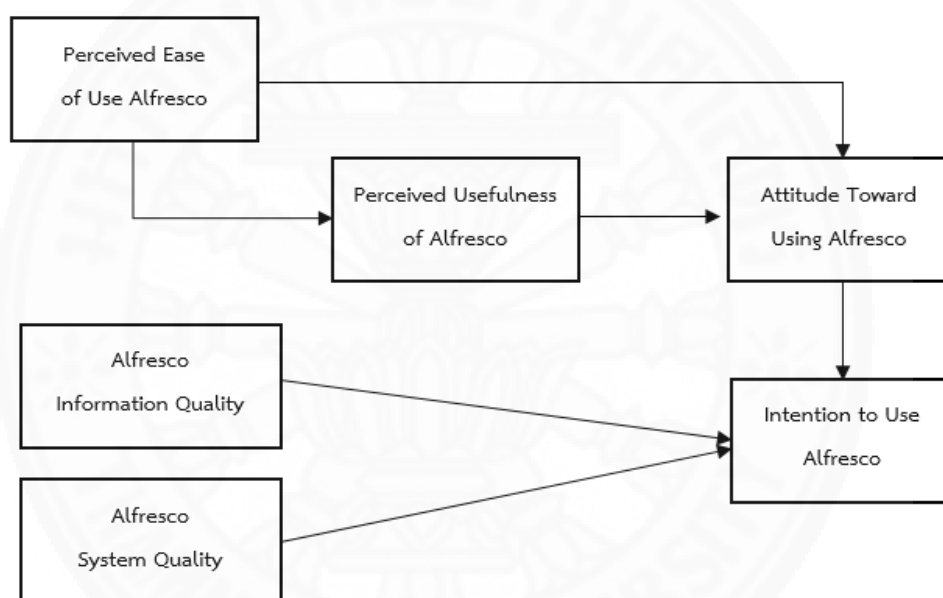 Perceived Ease
of Use Alfresco
Perceived Usefulness
of Alfresco
Attitude Toward
Using Alfresco
Alfresco
Information Quality
Intention to Use
Alfresco
Alfresco
System Quality